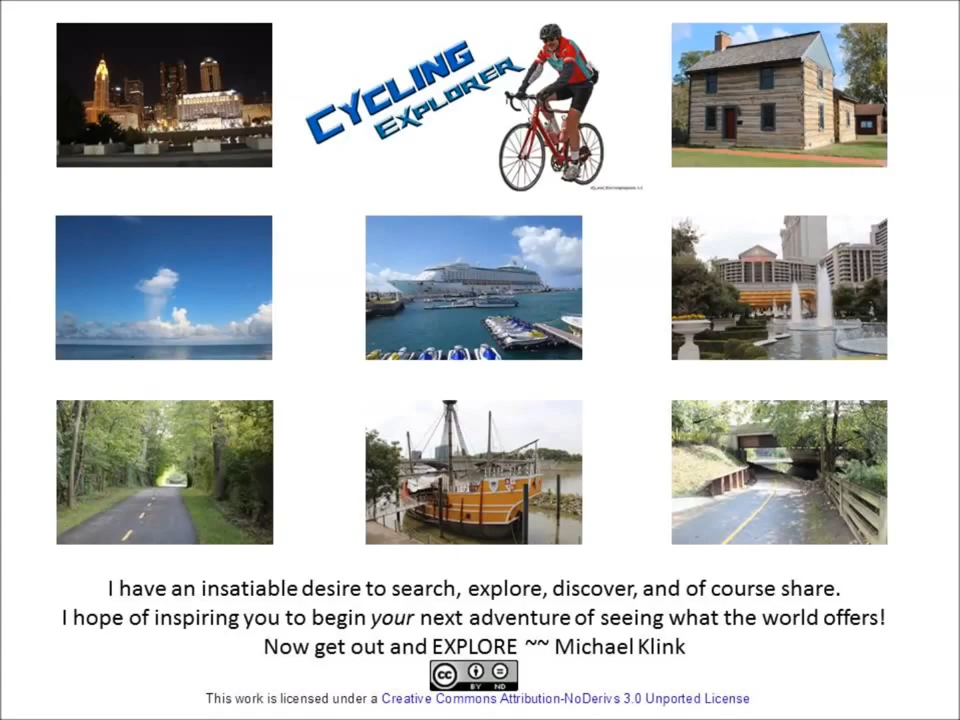 CYCLING
EXPLORER
I have an insatiable desire to search, explore, discover, and of course share.
I hope of inspiring you to begin your next adventure of seeing what the world offers!
Now get out and EXPLORE ~~ Michael Klink
cc BY ND
This work is licensed under a Creative Commons Attribution-NoDerivs 3.0 Unported License